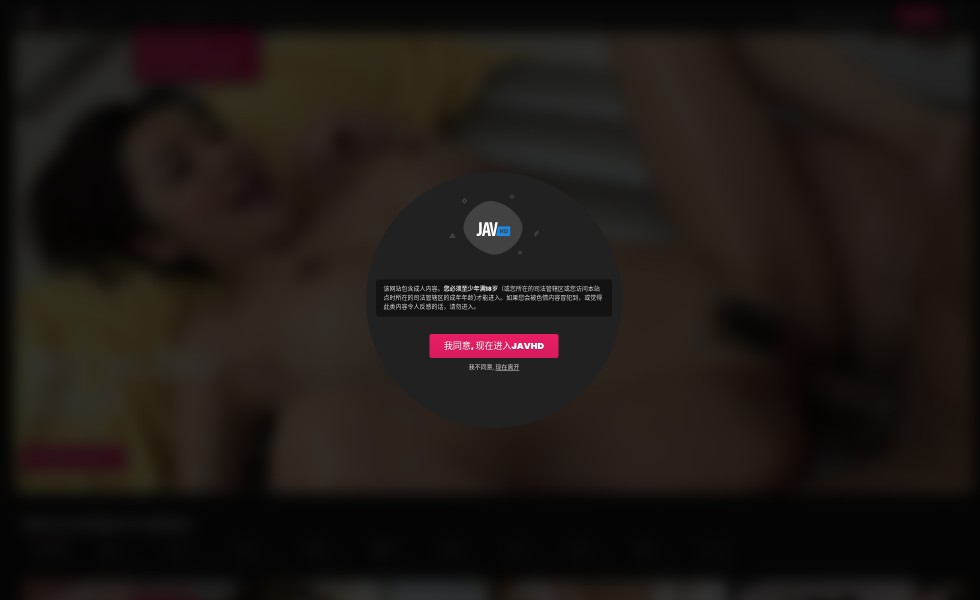 JAV HD
该网站包含成人内容。您必须至少年满18岁（或您所在的司法管辖区或您访问本站
点时所在的司法管辖区的成年年龄)才能进入。如果您会被色情内容冒犯到，或觉得
此类内容令人反感的话，请勿进入。
我同意, 现在进入JAVHD
我不同意, 现在离开